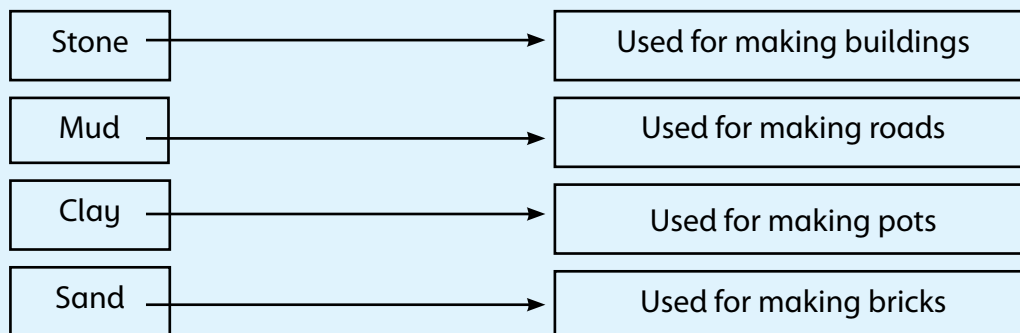 Stone
Used for making buildings
Mud
Used for making roads
Clay
Used for making pots
Sand
Used for making bricks